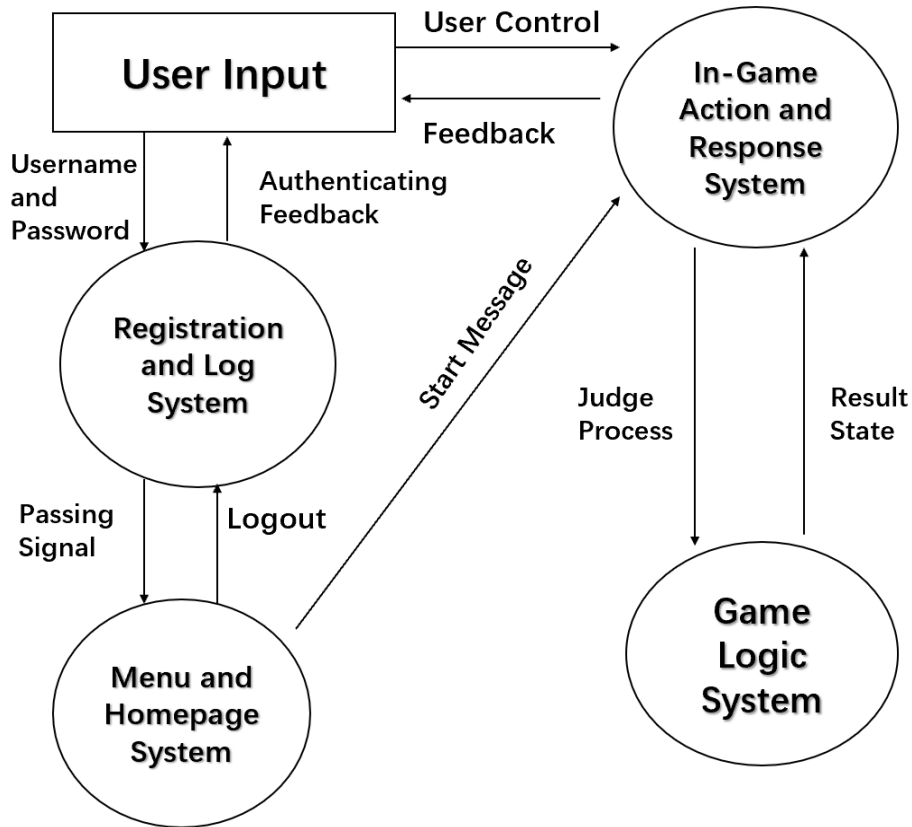 User Input
User Control
Feedback
In-Game
Action and
Response
System
Username
and
Password
Authenticating
Feedback
Registration
and Log
System
Start Message
Judge
Process
Result
State
Passing
Signal
Logout
Menu and
Homepage
System
Game
Logic
System